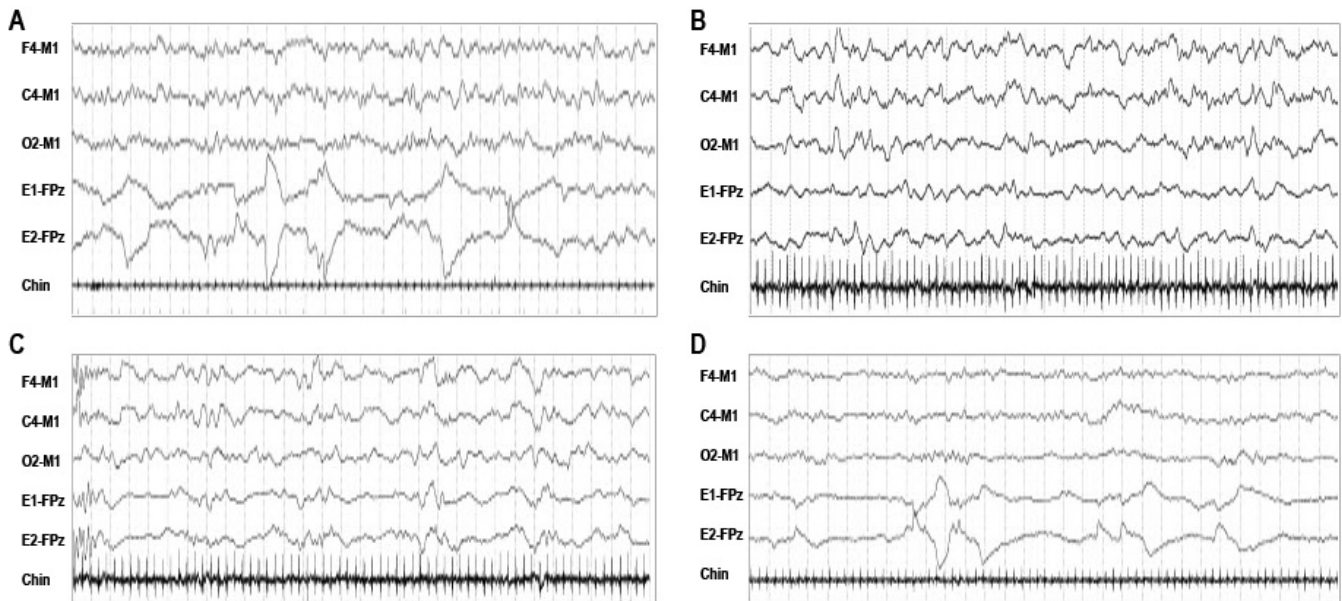 A
F4-M1
C4-M1
O2-M1
E1-FPz
E2-FPz
Chin
B
F4-M1
C4-M1
O2-M1
E1-FPz
E2-FPz
Chin
C
F4-M1
C4-M1
O2-M1
E1-FPz
E2-FPz
Chin
D
F4-M1
C4-M1
O2-M1
E1-FPz
E2-FPz
Chin